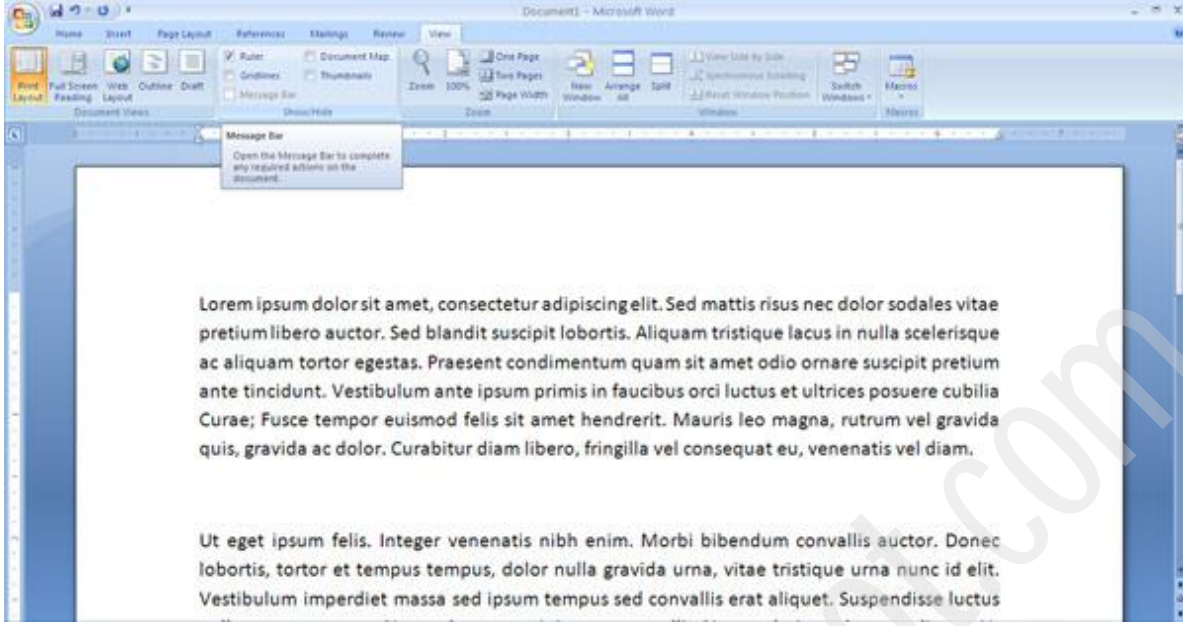 Document1 - Microsoft Word
Home Insert Page Layout References Mailings Review View
Ruler Document Map One Page View Side by Side
Gridlines Thumbnails Two Pages Synchronous Scrolling
Message Bar Page Width Reset Window Position
Print Layout Full Screen Reading Web Layout Outline Draft Zoom 100% New Window Arrange All Split Switch Windows Macros
Document Views Show/Hide Zoom Window Macros
Message Bar
Open the Message Bar to complete
any required actions on the
document.
Lorem ipsum dolor sit amet, consectetur adipiscing elit. Sed mattis risus nec dolor sodales vitae
pretium libero auctor. Sed blandit suscipit lobortis. Aliquam tristique lacus in nulla scelerisque
ac aliquam tortor egestas. Praesent condimentum quam sit amet odio ornare suscipit pretium
ante tincidunt. Vestibulum ante ipsum primis in faucibus orci luctus et ultrices posuere cubilia
Curae; Fusce tempor euismod felis sit amet hendrerit. Mauris leo magna, rutrum vel gravida
quis, gravida ac dolor. Curabitur diam libero, fringilla vel consequat eu, venenatis vel diam.
Ut eget ipsum felis. Integer venenatis nibh enim. Morbi bibendum convallis auctor. Donec
lobortis, tortor et tempus tempus, dolor nulla gravida urna, vitae tristique urna nunc id elit.
Vestibulum imperdiet massa sed ipsum tempus sed convallis erat aliquet. Suspendisse luctus